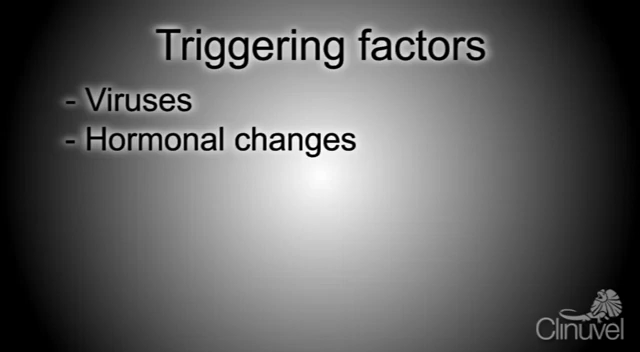 Triggering factors
- Viruses
- Hormonal changes
Clinuvel